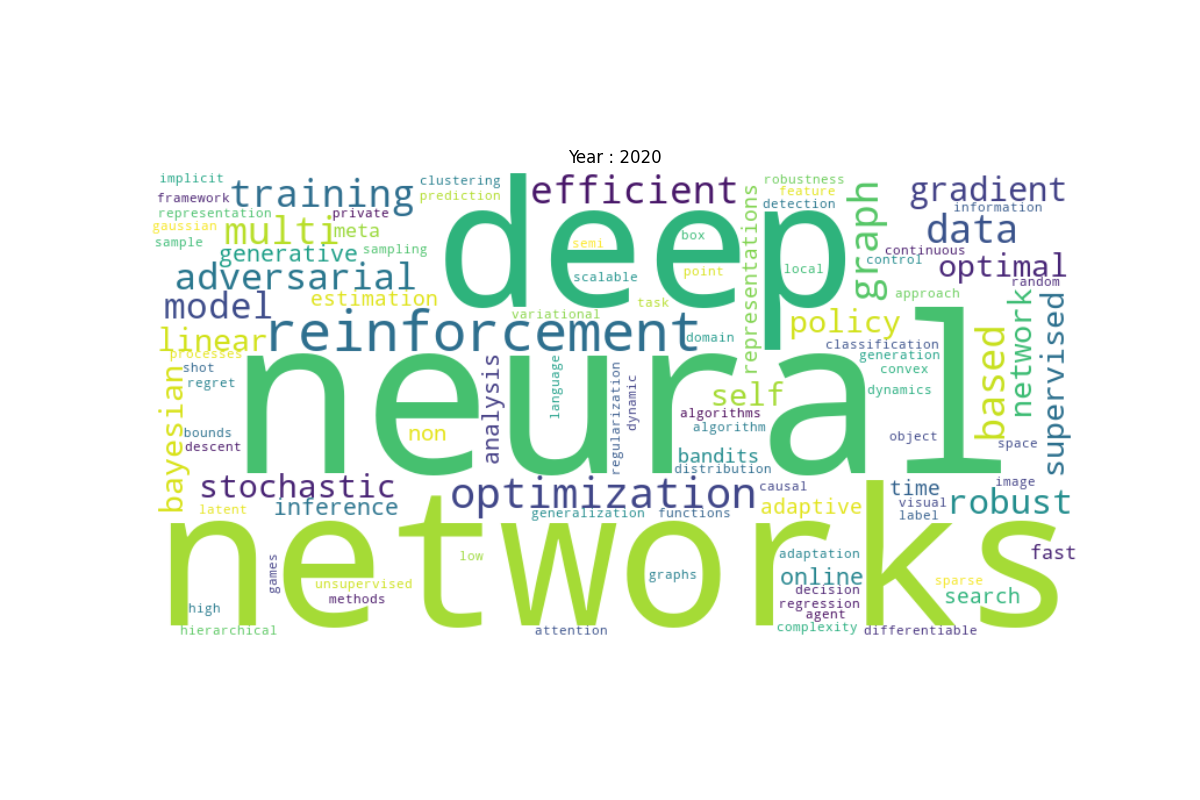 Year : 2020
implicit
framework
representation
gaussian
sample
training
private
multi
meta
generative
sampling
clustering
prediction
efficient
deep
semi
box
scalable
point
local
robustness
feature
detection
representations
graph
gradient
information
data
continuous
control
optimal
random
approach
adversarial
model
estimation
variational
task
linear
reinforcement
domain
policy
classification
generation
convex
dynamics
based
network
supervised
processes
shot
regret
bayesian
neural
analysis
language
regularization
dynamic
self
algorithms
algorithm
non
bounds
descent
bandits
distribution
object
space
stochastic
inference
latent
optimization
causal
generalization
functions
adaptive
time
visual
label
image
robust
networks
games
low
unsupervised
methods
high
hierarchical
graphs
attention
adaptation
online
decision
regression
agent
complexity
differentiable
sparse
search
fast